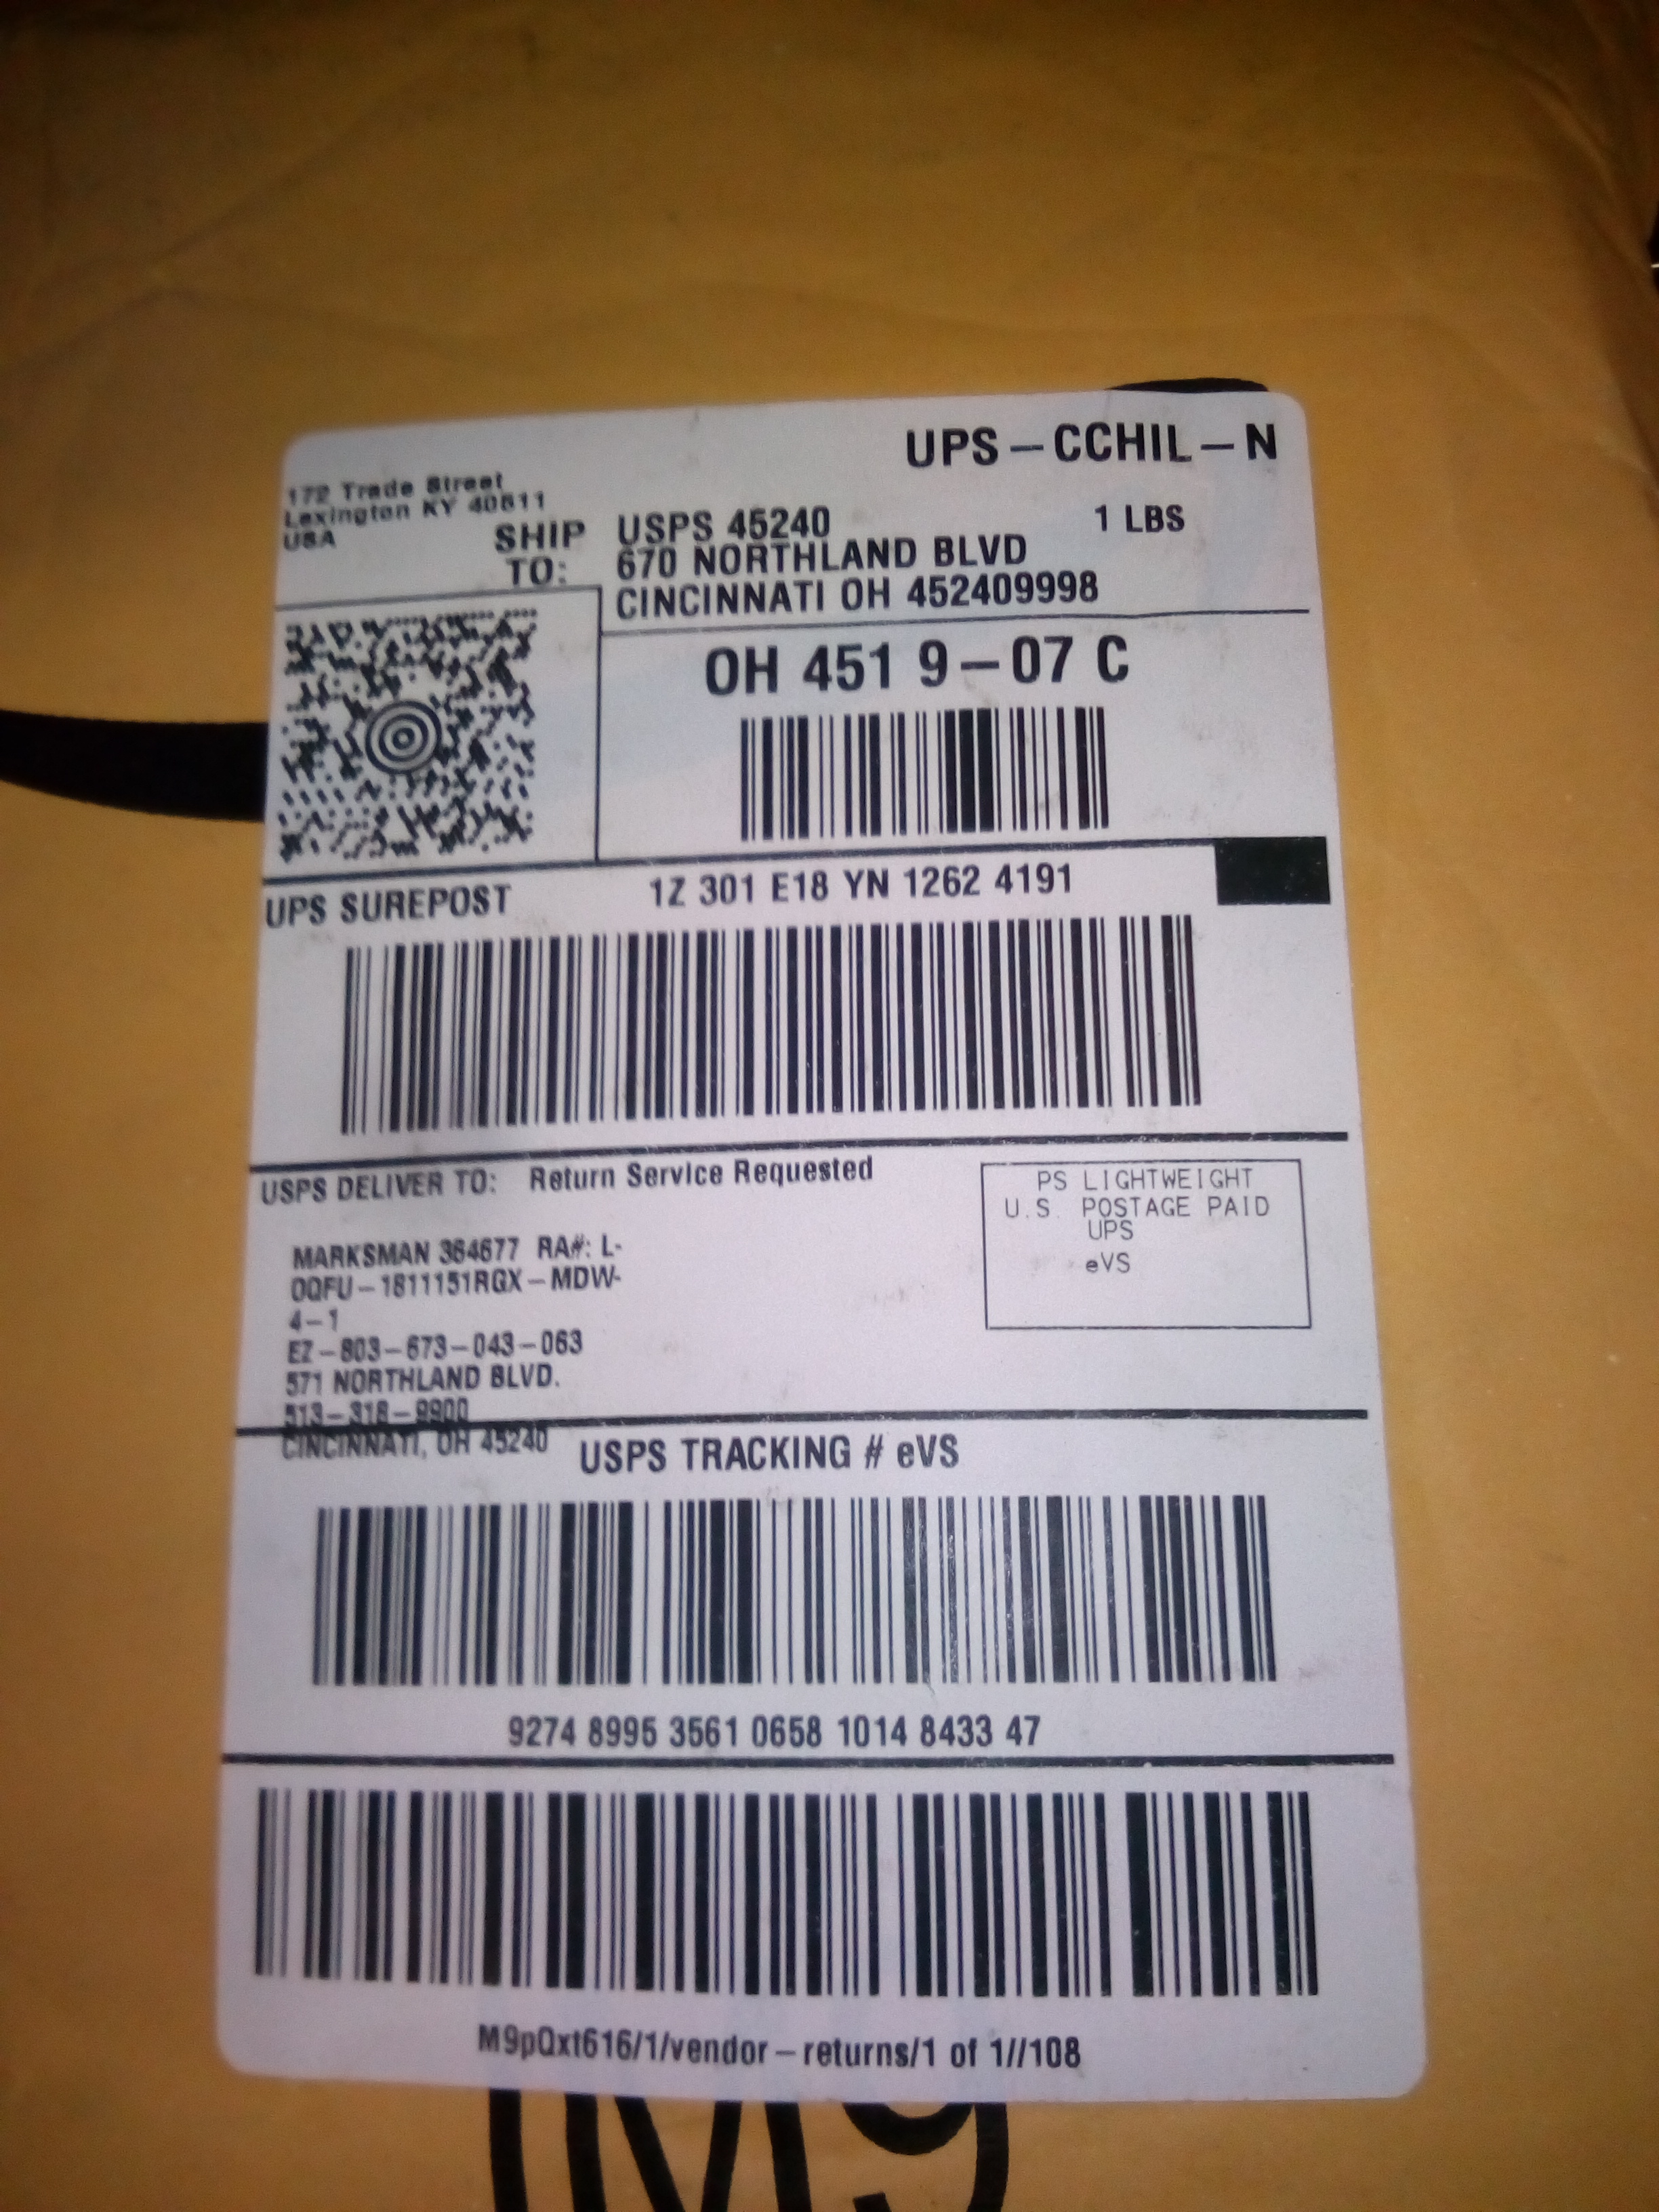 UPS – CCHIL – N
172 Trade Street
Lexington KY 40511
USA
SHIP
TO:
USPS 45240
1 LBS
670 NORTHLAND BLVD
CINCINNATI OH 452409998
OH 451 9 – 07 C
UPS SUREPOST
1Z 301 E18 YN 1262 4191
USPS DELIVER TO: Return Service Requested
PS LIGHTWEIGHT
U.S. POSTAGE PAID
UPS
eVS
MARKSMAN 364677 RA#: L-
OQFU – 1811151RGX – MDW-
4 – 1
EZ – 803 – 673 – 043 – 063
571 NORTHLAND BLVD.
513 – 318 – 9900
CINCINNATI, OH 45240
USPS TRACKING # eVS
9274 8995 3561 0658 1014 8433 47
M9pQxt616/1/vendor – returns/1 of 1//108
M9